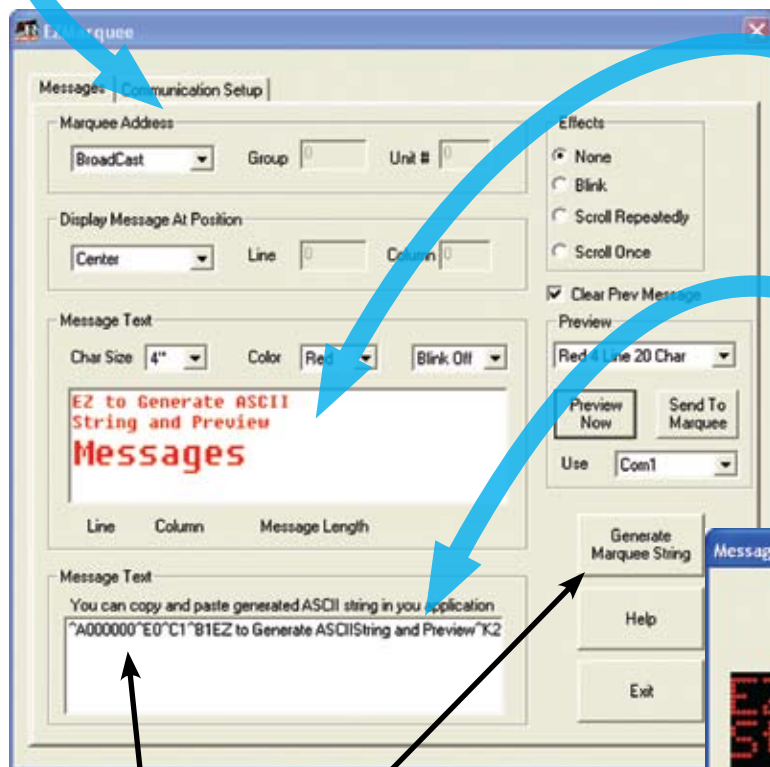 EZMarquee
Messages Communication Setup
Marquee Address
BroadCast Group 0 Unit # 0
Display Message At Position
Center Line 0 Column 0
Message Text
Char Size 4" Color Red Blink Off
EZ to Generate ASCII
String and Preview
Messages
Line Column Message Length
Message Text
You can copy and paste generated ASCII string in you application
^A000000^E0^C1^B1EZ to Generate ASCIIString and Preview^K2
Effects
None
Blink
Scroll Repeatedly
Scroll Once
Clear Prev Message
Preview
Red 4 Line 20 Char
Preview Now
Send To Marquee
Use Com1
Generate Marquee String
Help
Exit
Messag